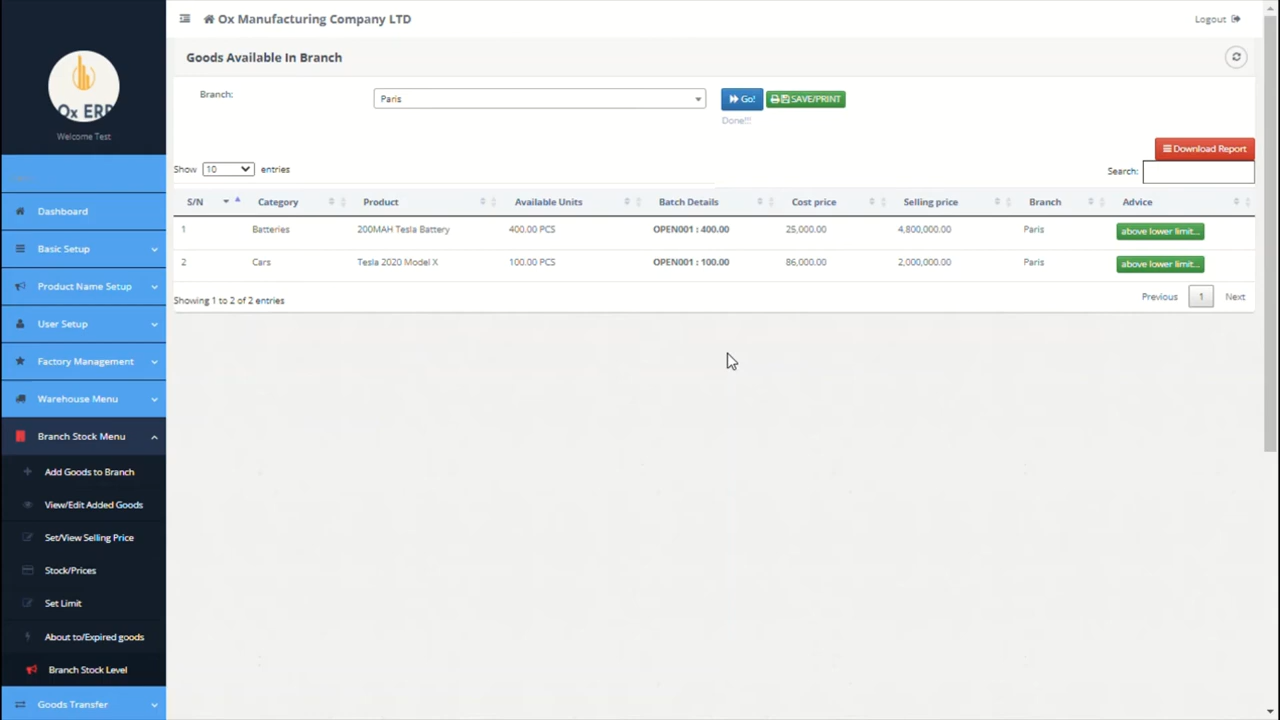 Ox Manufacturing Company LTD
Logout
Ox ERP
Welcome Test
Dashboard
Basic Setup
Product Name Setup
User Setup
Factory Management
Warehouse Menu
Branch Stock Menu
Add Goods to Branch
View/Edit Added Goods
Set/View Selling Price
Stock/Prices
Set Limit
About to/Expired goods
Branch Stock Level
Goods Transfer
Goods Available In Branch
Branch: Paris Go! SAVE/PRINT
Done!!!
Download Report
Show 10 entries Search:
S/N Category Product Available Units Batch Details Cost price Selling price Branch Advice
1 Batteries 200MAH Tesla Battery 400.00 PCS OPEN001 : 400.00 25,000.00 4,800,000.00 Paris above lower limit...
2 Cars Tesla 2020 Model X 100.00 PCS OPEN001 : 100.00 86,000.00 2,000,000.00 Paris above lower limit...
Showing 1 to 2 of 2 entries Previous 1 Next